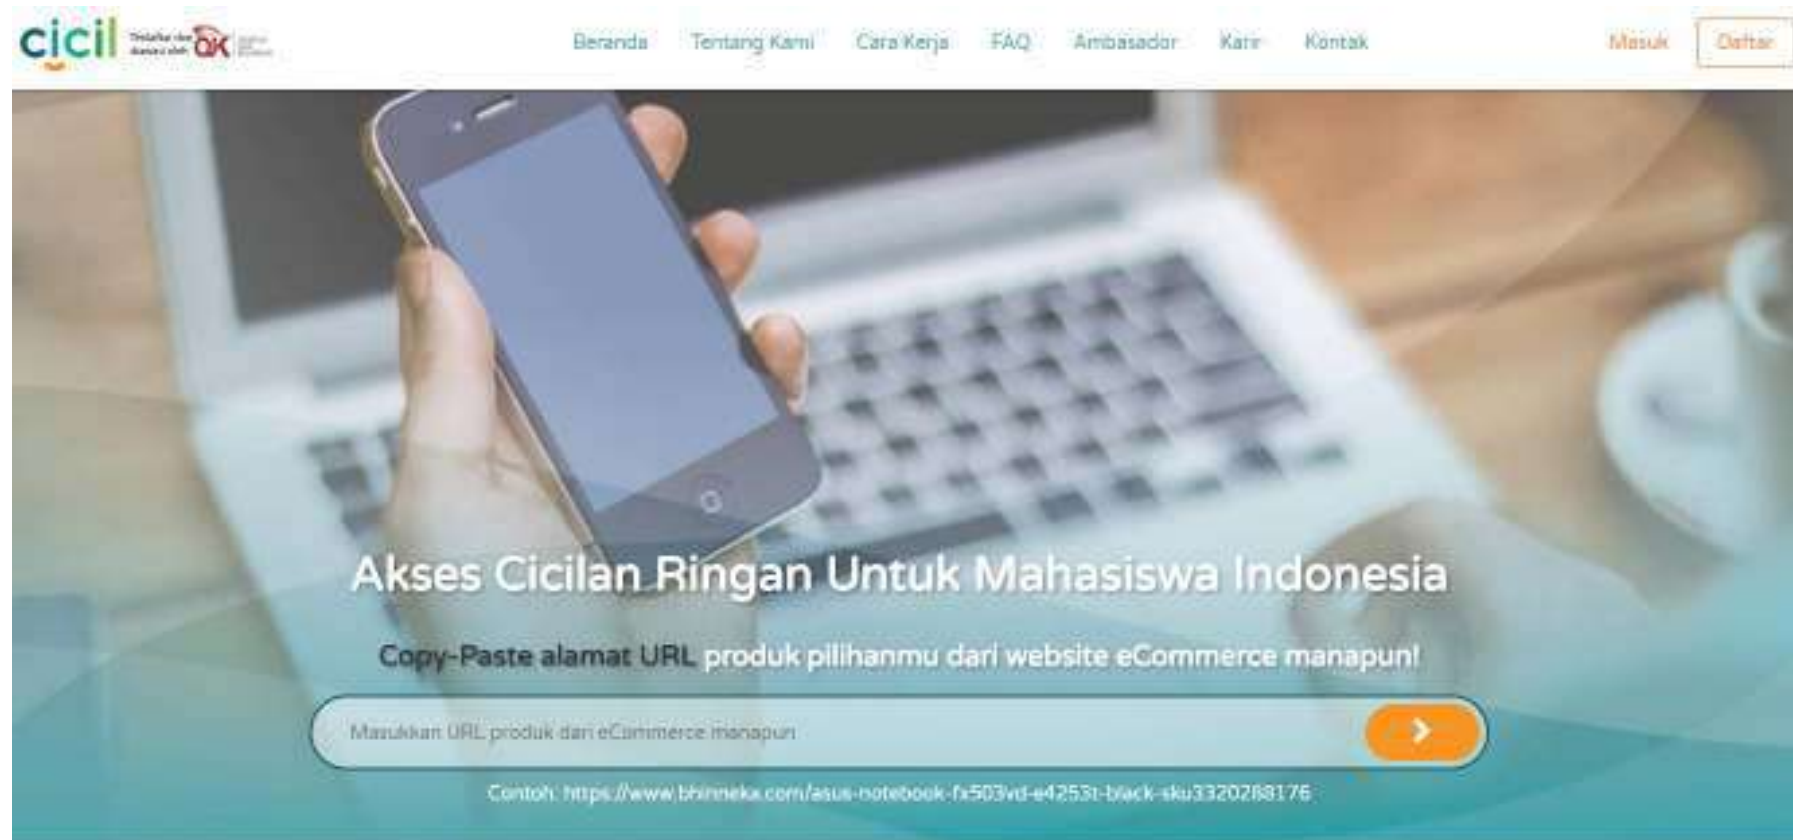 cicil
Beranda Tentang Kami Cara Kerja FAQ Ambasador Karir Kontak Masuk Daftar
Akses Cicilan Ringan Untuk Mahasiswa Indonesia
Copy-Paste alamat URL produk pilihanmu dari website eCommerce manapun!
Masukkan URL produk dari eCommerce manapun
Contoh: https://www.bhinneka.com/asus-notebook-fx503vd-e4253t-black-sku3320288176